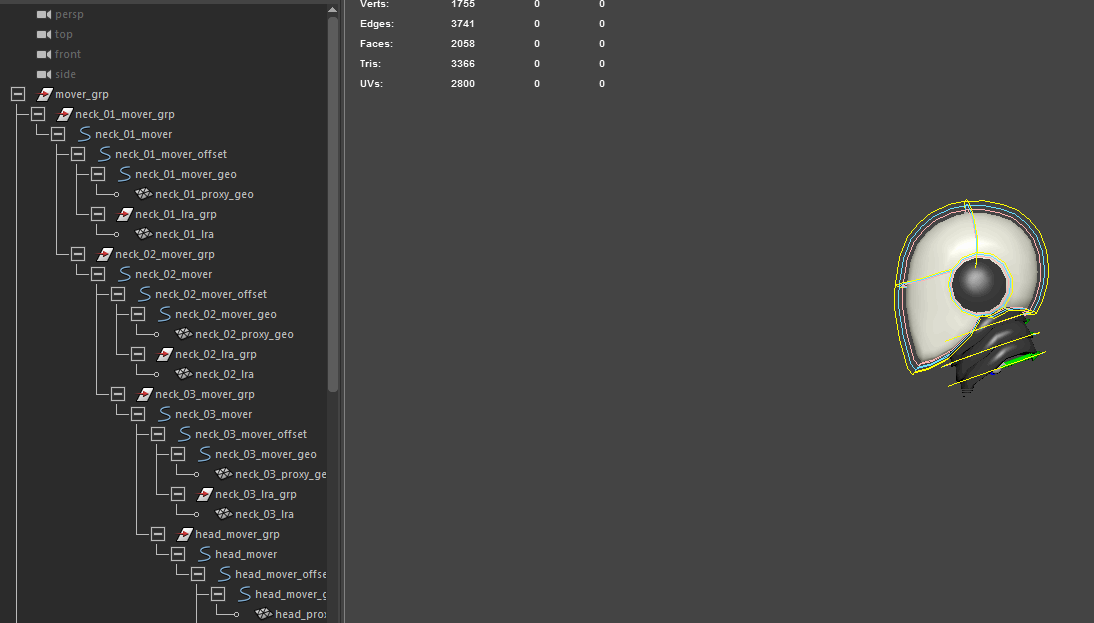 persp
top
front
side
mover_grp
neck_01_mover_grp
neck_01_mover
neck_01_mover_offset
neck_01_mover_geo
neck_01_proxy_geo
neck_01_lra_grp
neck_01_lra
neck_02_mover_grp
neck_02_mover
neck_02_mover_offset
neck_02_mover_geo
neck_02_proxy_geo
neck_02_lra_grp
neck_02_lra
neck_03_mover_grp
neck_03_mover
neck_03_mover_offset
neck_03_mover_geo
neck_03_proxy_ge
neck_03_lra_grp
neck_03_lra
head_mover_grp
head_mover
head_mover_offse
head_mover_g
head_prox
Verts: 1755 0 0
Edges: 3741 0 0
Faces: 2058 0 0
Tris: 3366 0 0
UVs: 2800 0 0